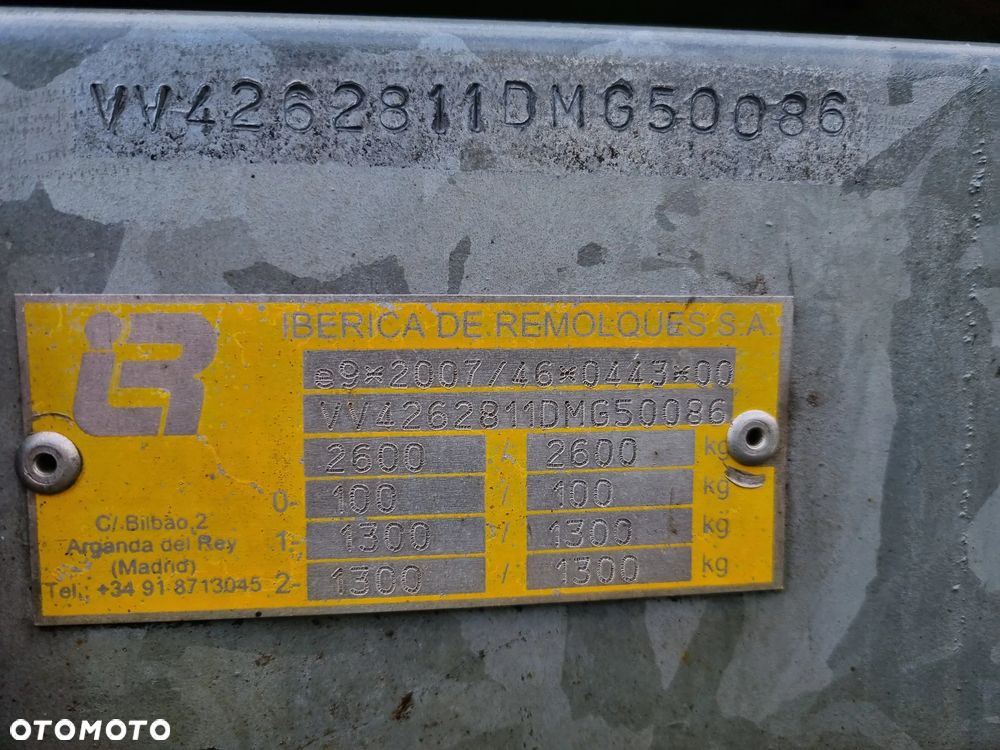 VV4262811DMG50086
iR
IBERICA DE REMOLQUES S.A.
e9*2007/46*0443*00
VV4262811DMG50086
2600 / 2600 kg
0- 100 / 100 kg
1- 1300 / 1300 kg
2- 1300 / 1300 kg
C/. Bilbao, 2
Arganda del Rey
(Madrid)
Tel.: +34 91 8713045
OTOMOTO